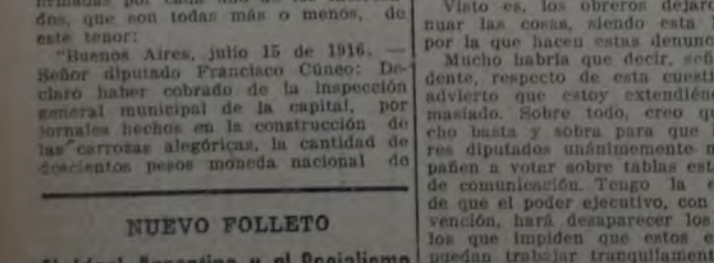 dos, que son todas más o menos, de
este tenor:
"Buenos Aires, julio 15 de 1916. —
Señor diputado Francisco Cúneo: De-
claro haber cobrado de la inspección
general municipal de la capital, por
jornales hechos en la construcción de
las carrozas alegóricas, la cantidad de
doscientos pesos moneda nacional de
NUEVO FOLLETO
Visto es, los obreros dejaro
nuar las cosas, siendo esta
por la que hacen estas denunc
Mucho habría que decir, señ
dente, respecto de esta cuesti
advierto que estoy extendién
masiado. Sobre todo, creo qu
cho basta y sobra para que
res diputados unánimemente
pañen a votar sobre tablas est
de comunicación. Tengo la
de que el poder ejecutivo, con
vención, hará desaparecer los
los que impiden que estos
puedan trabajar tranquilament